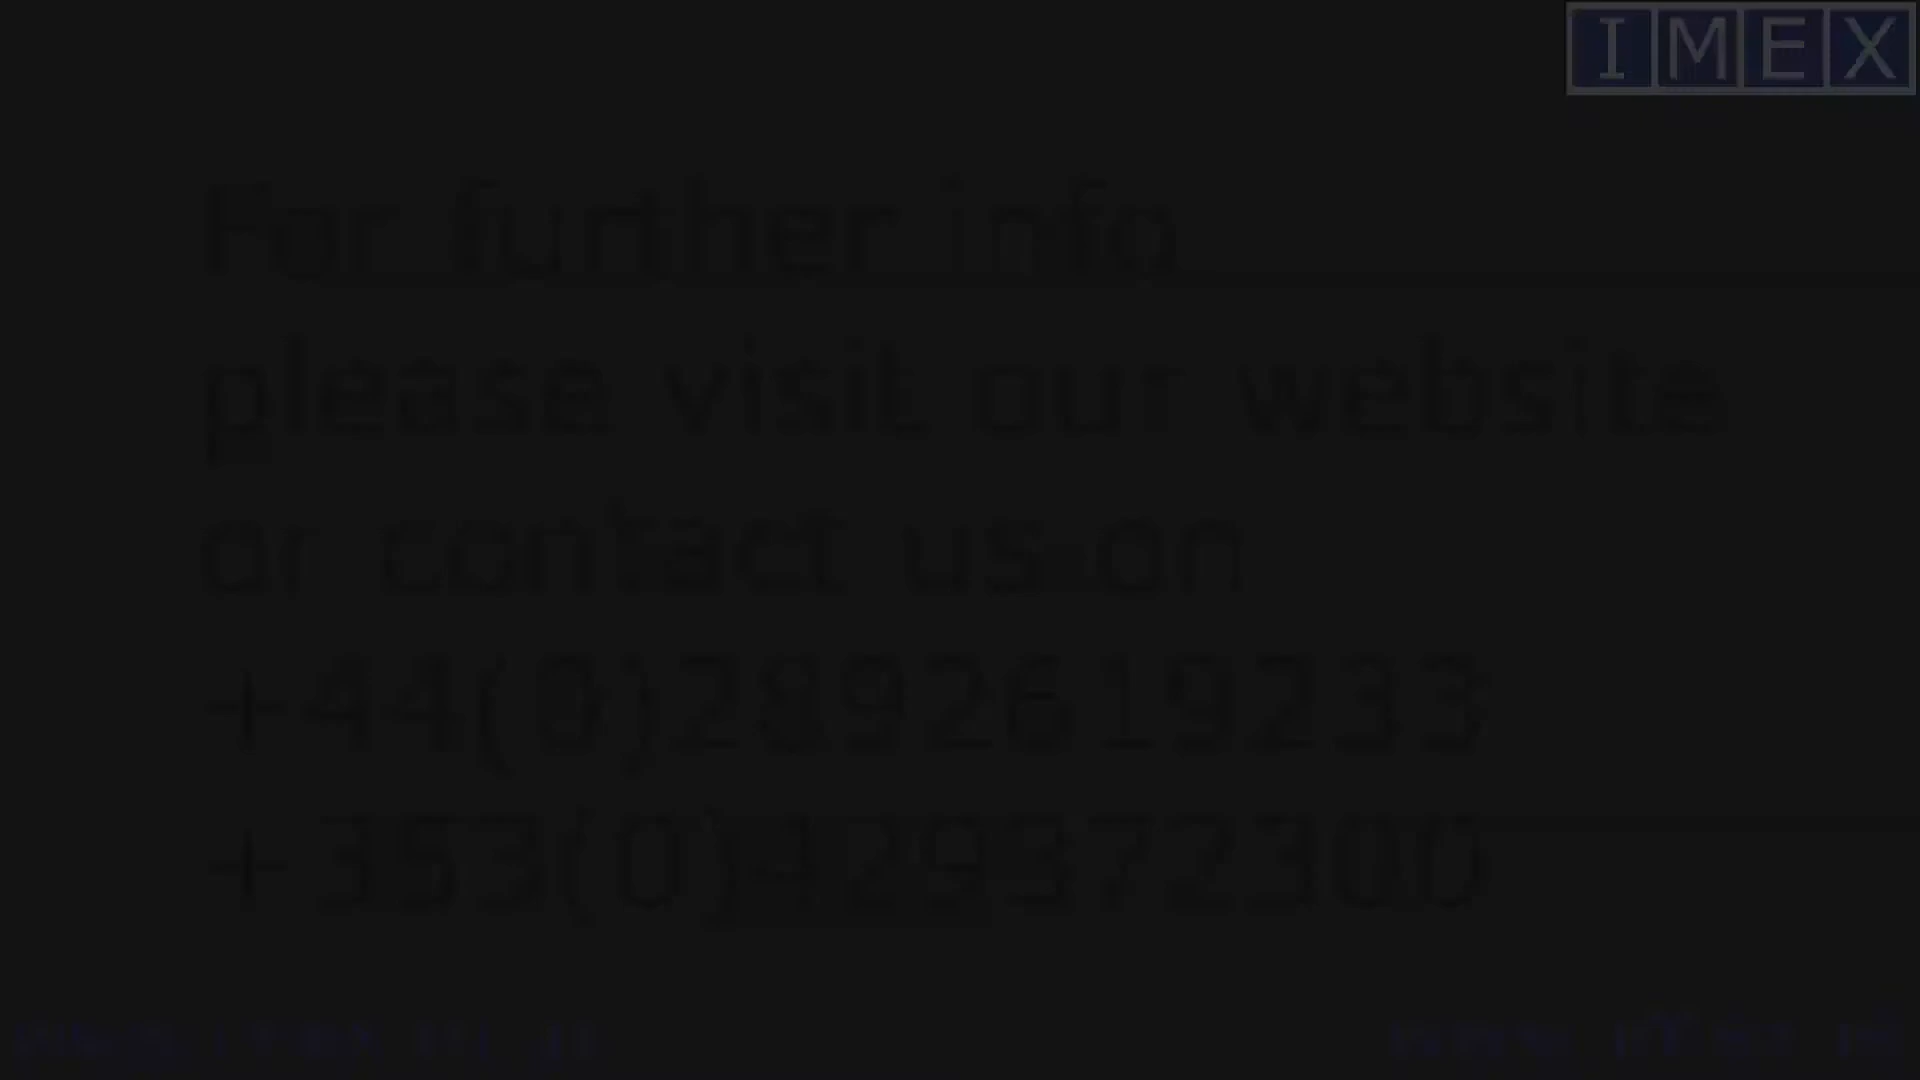 IMEX
For further info
please visit our website
or contact us on
+44(0)2892619233
+353(0)429372300